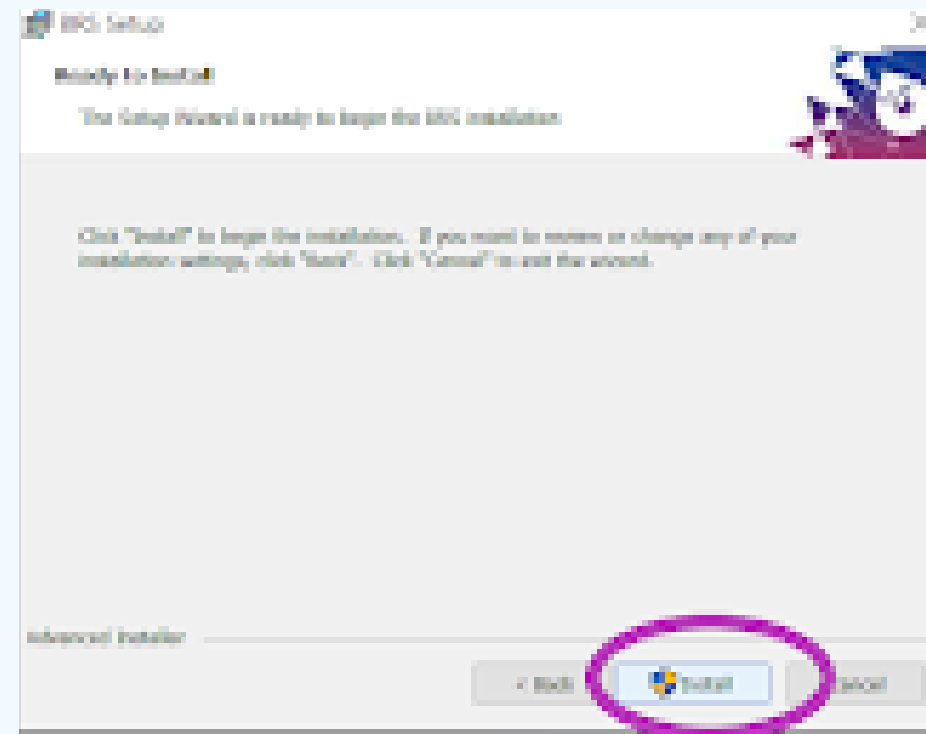 Setup
Ready to Install
The Setup Wizard is ready to begin the installation
Click "Install" to begin the installation. If you want to review or change any of your
installation settings, click "Back". Click "Cancel" to exit the wizard.
Advanced Installer
< Back
Install
Cancel